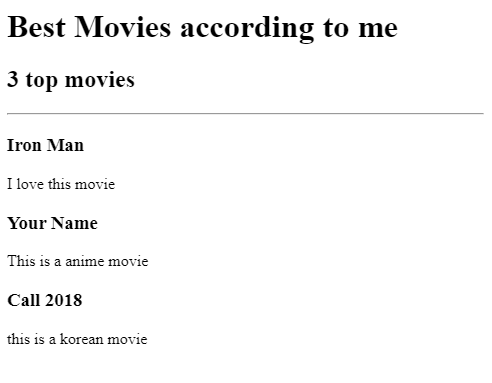 Best Movies according to me
3 top movies
Iron Man
I love this movie
Your Name
This is a anime movie
Call 2018
this is a korean movie